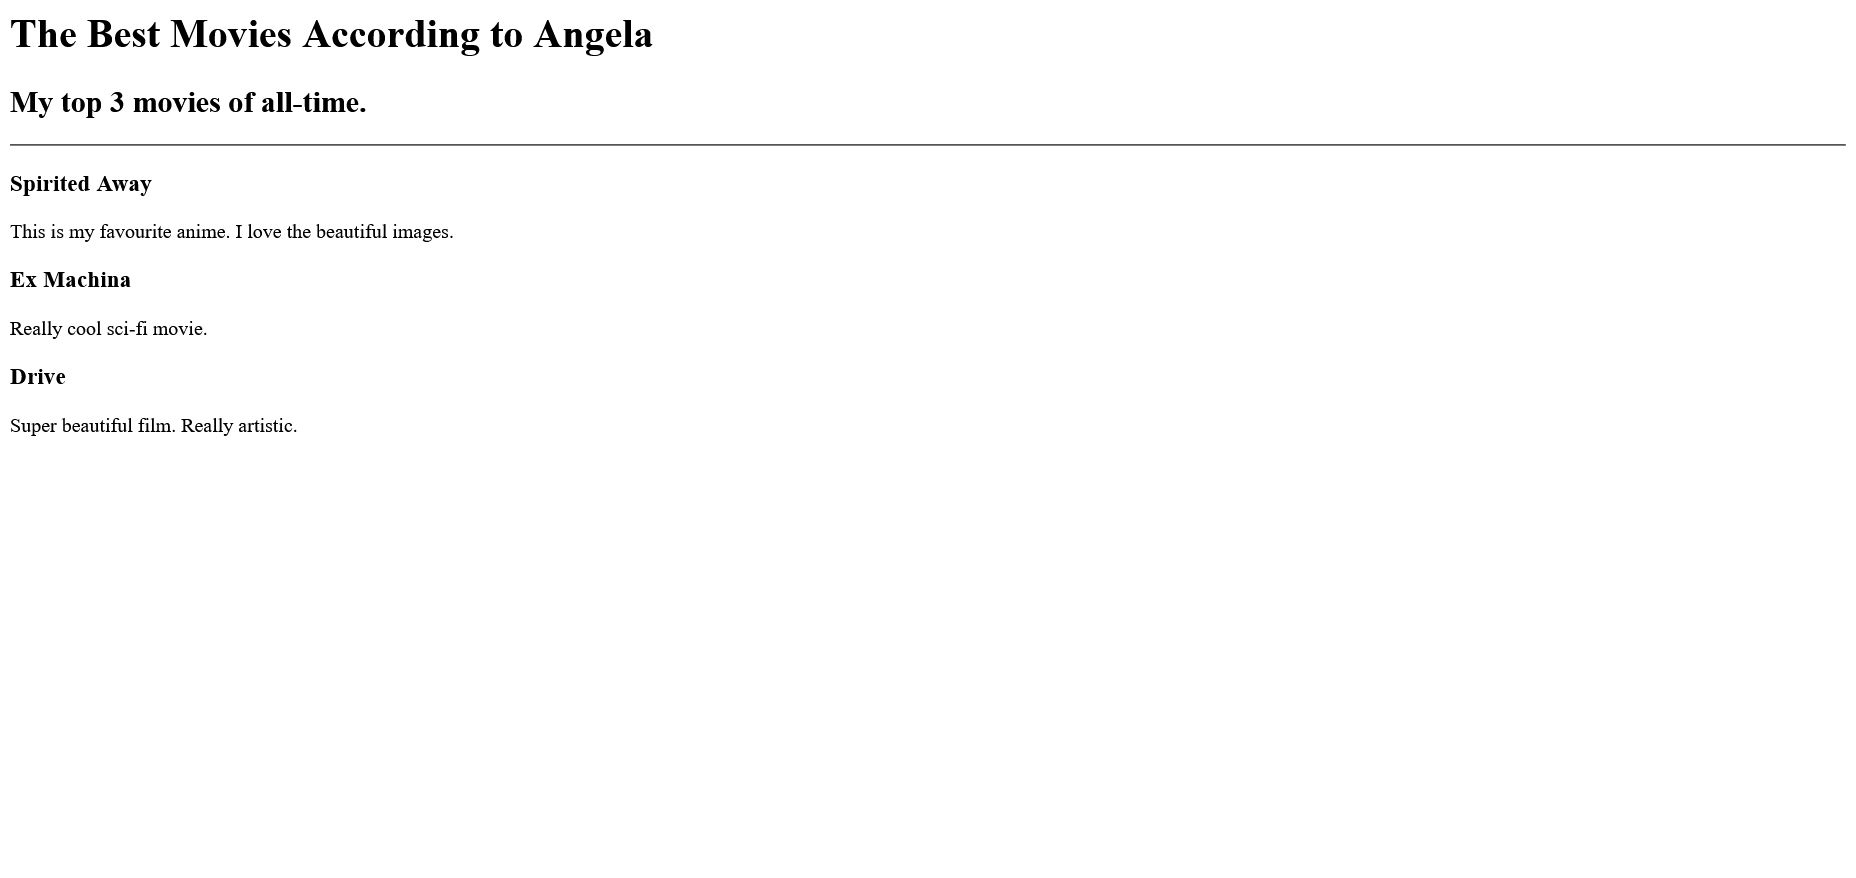 The Best Movies According to Angela
My top 3 movies of all-time.
Spirited Away
This is my favourite anime. I love the beautiful images.
Ex Machina
Really cool sci-fi movie.
Drive
Super beautiful film. Really artistic.